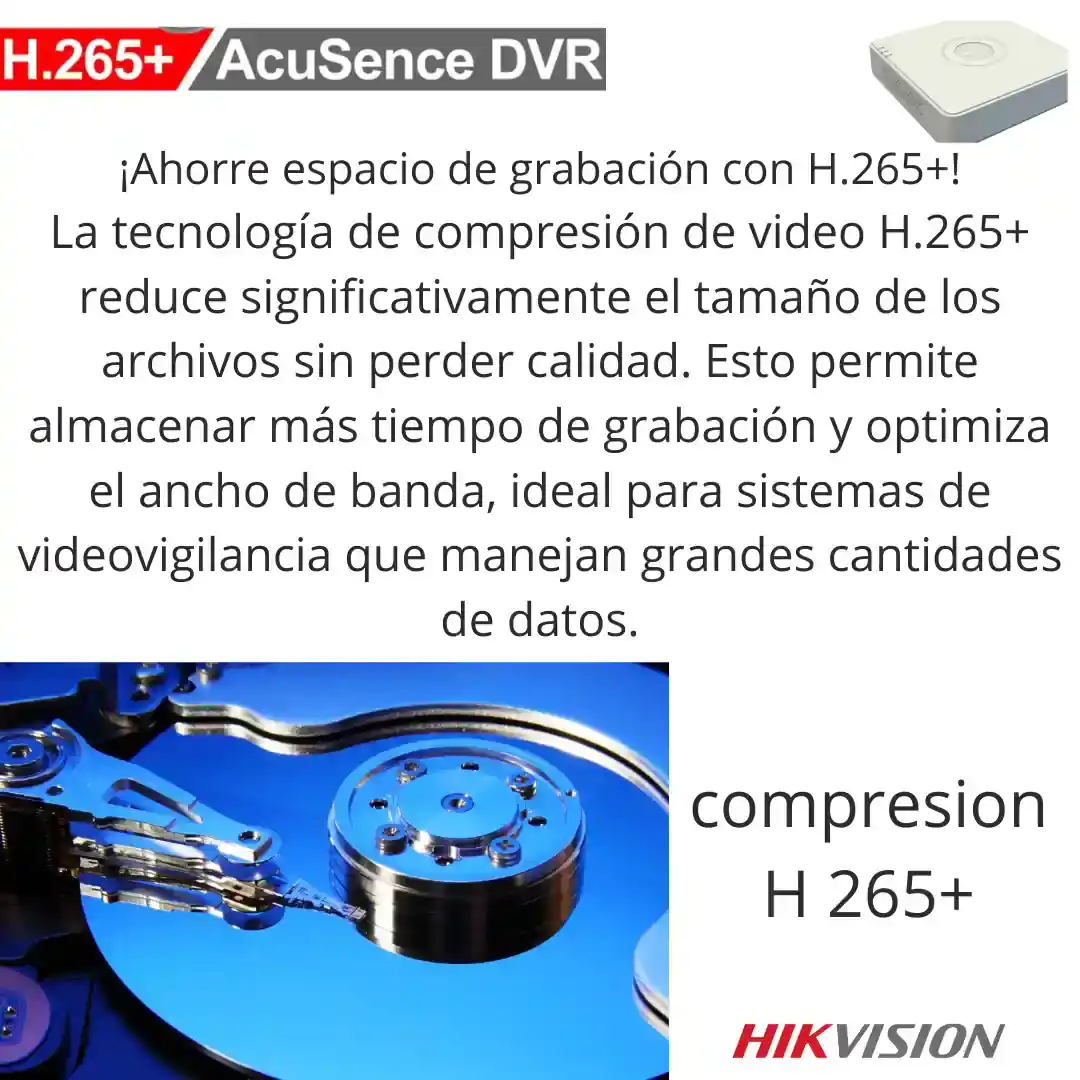 H.265+ AcuSence DVR
¡Ahorre espacio de grabación con H.265+!
La tecnología de compresión de video H.265+
reduce significativamente el tamaño de los
archivos sin perder calidad. Esto permite
almacenar más tiempo de grabación y optimiza
el ancho de banda, ideal para sistemas de
videovigilancia que manejan grandes cantidades
de datos.
compresion
H 265+
HIKVISION